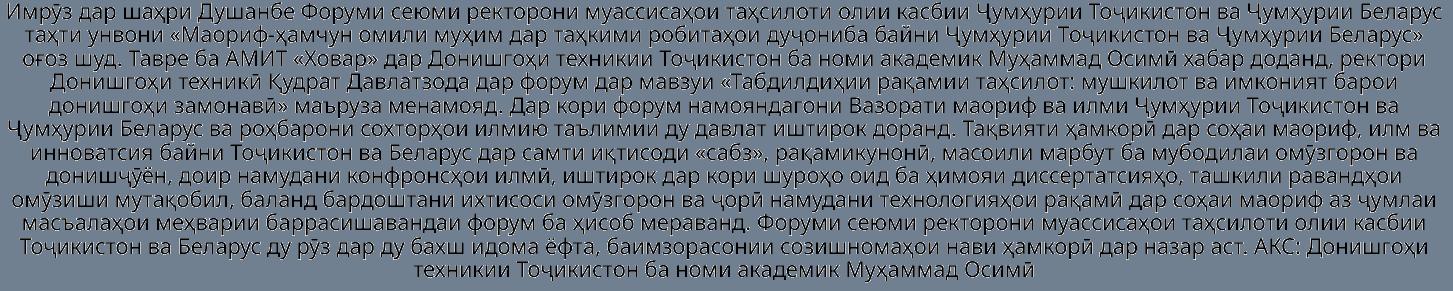 Имрӯз дар шаҳри Душанбе Форуми сеюми ректорони муассисаҳои таҳсилоти олии касбии Ҷумҳурии Тоҷикистон ва Ҷумҳурии Беларус
таҳти унвони «Маориф-ҳамчун омили муҳим дар таҳкими робитаҳои дуҷониба байни Ҷумҳурии Тоҷикистон ва Ҷумҳурии Беларус»
оғоз шуд. Тавре ба АМИТ «Ховар» дар Донишгоҳи техникии Тоҷикистон ба номи академик Муҳаммад Осимӣ хабар доданд, ректори
Донишгоҳи техникӣ Қудрат Давлатзода дар форум дар мавзуи «Табдилдиҳии рақамии таҳсилот: мушкилот ва имконият барои
донишгоҳи замонавӣ» маъруза менамояд. Дар кори форум намояндагони Вазорати маориф ва илми Ҷумҳурии Тоҷикистон ва
Ҷумҳурии Беларус ва роҳбарони сохторҳои илмию таълимии ду давлат иштирок доранд. Тақвияти ҳамкорӣ дар соҳаи маориф, илм ва
инноватсия байни Тоҷикистон ва Беларус дар самти иқтисоди «сабз», рақамикунонӣ, масоили марбут ба мубодилаи омӯзгорон ва
донишҷӯён, доир намудани конфронсҳои илмӣ, иштирок дар кори шуроҳо оид ба ҳимояи диссертатсияҳо, ташкили равандҳои
омӯзиши мутақобил, баланд бардоштани ихтисоси омӯзгорон ва ҷорӣ намудани технологияҳои рақамӣ дар соҳаи маориф аз ҷумлаи
масъалаҳои меҳварии баррасишавандаи форум ба ҳисоб мераванд. Форуми сеюми ректорони муассисаҳои таҳсилоти олии касбии
Тоҷикистон ва Беларус ду рӯз дар ду бахш идома ёфта, баимзорасонии созишномаҳои нави ҳамкорӣ дар назар аст. АКС: Донишгоҳи
техникии Тоҷикистон ба номи академик Муҳаммад Осимӣ